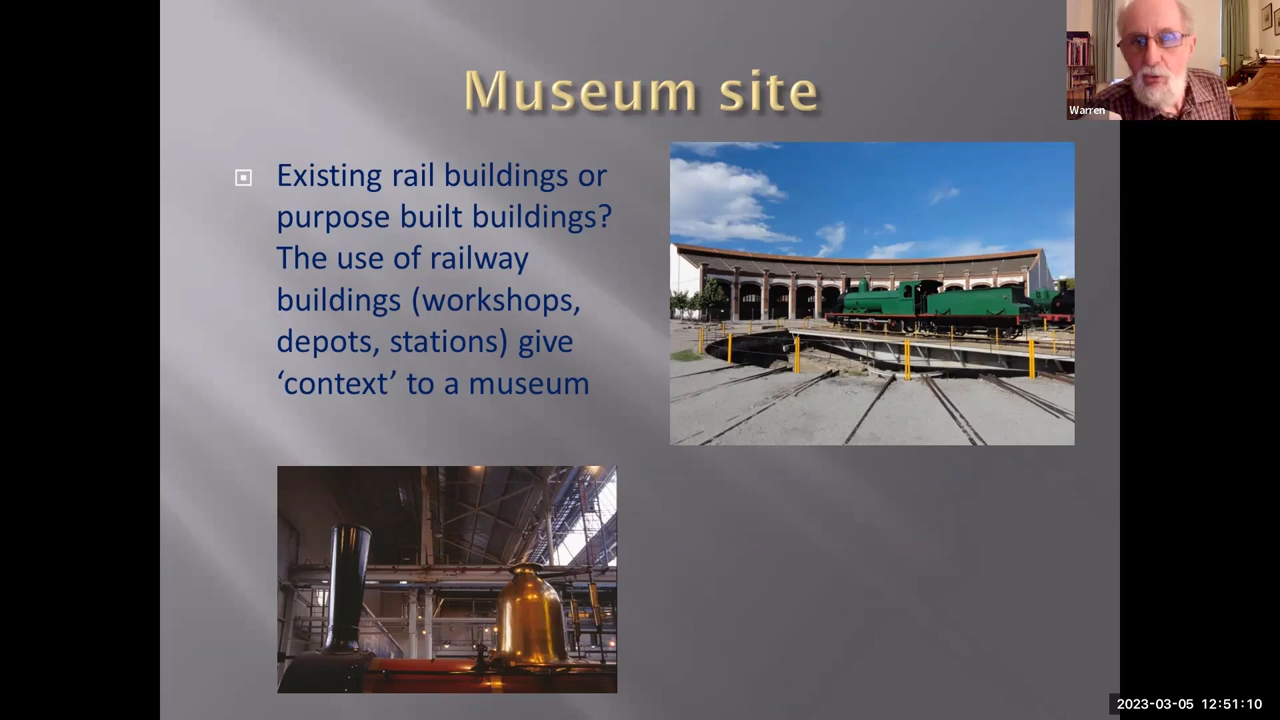 Museum site
Warren
Existing rail buildings or
purpose built buildings?
The use of railway
buildings (workshops,
depots, stations) give
‘context’ to a museum
2023-03-05 12:51:10